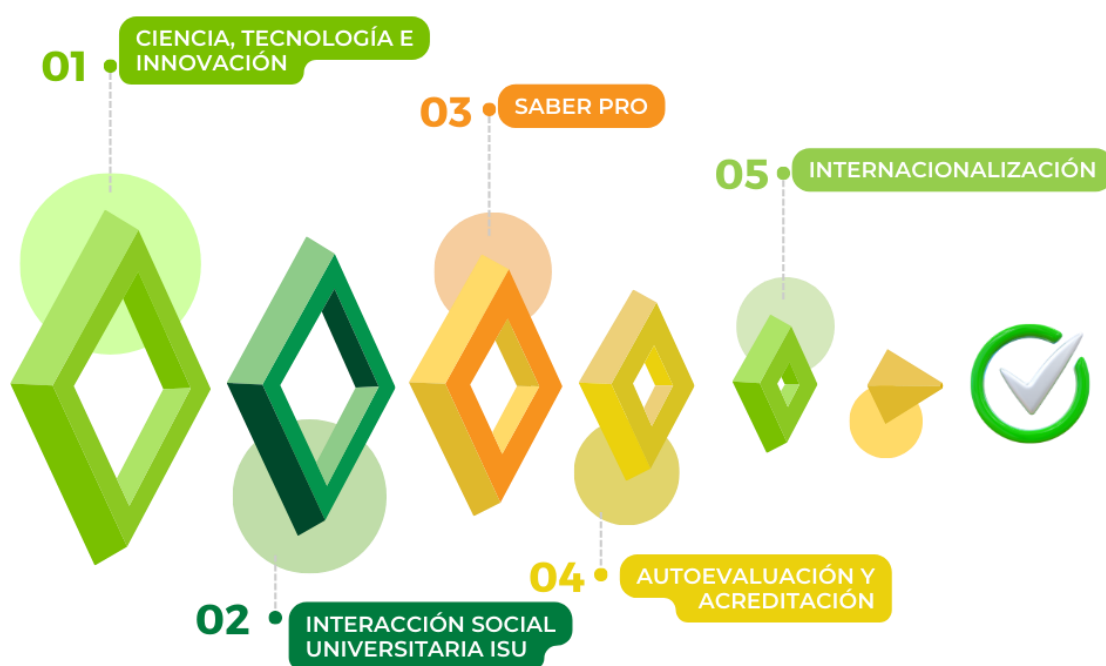 01
CIENCIA, TECNOLOGÍA E
INNOVACIÓN
02
INTERACCIÓN SOCIAL
UNIVERSITARIA ISU
03
SABER PRO
04
AUTOEVALUACIÓN Y
ACREDITACIÓN
05
INTERNACIONALIZACIÓN